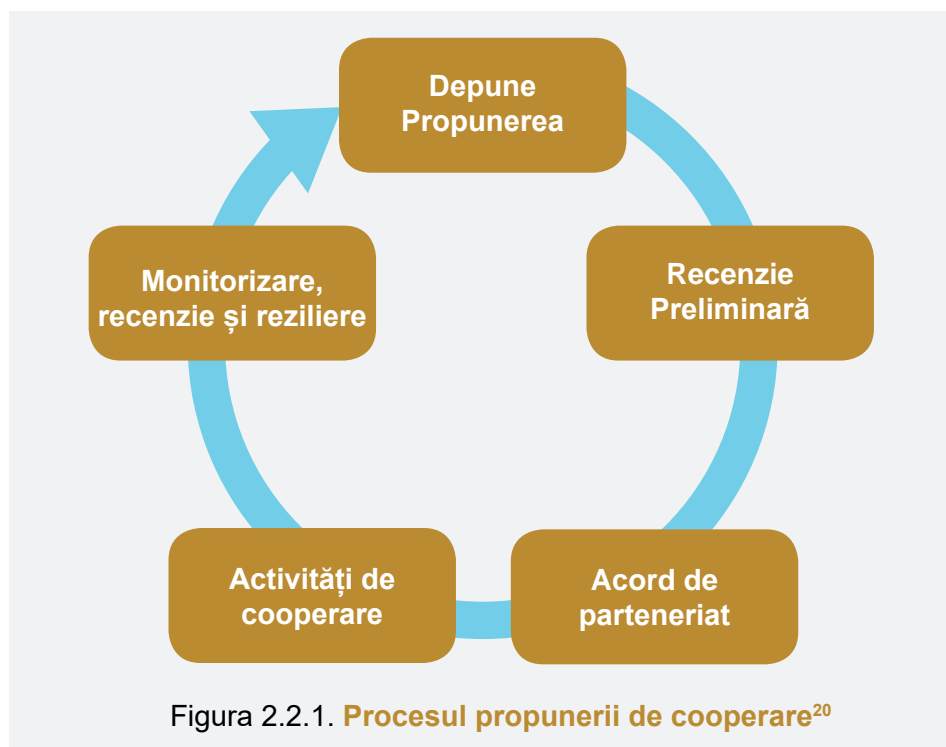 Depune
Propunerea
Recenzie
Preliminară
Acord de
parteneriat
Activități de
cooperare
Monitorizare,
recenzie și reziliere
Figura 2.2.1. Procesul propunerii de cooperare20